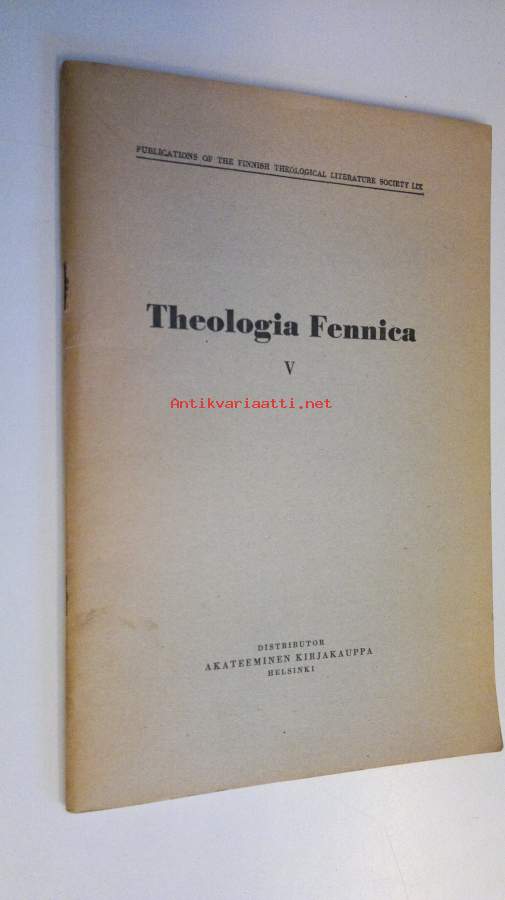 PUBLICATIONS OF THE FINNISH THEOLOGICAL LITERATURE SOCIETY LIX
Theologia Fennica
V
Antikvariaatti.net
DISTRIBUTOR
AKATEEMINEN KIRJAKAUPPA
HELSINKI